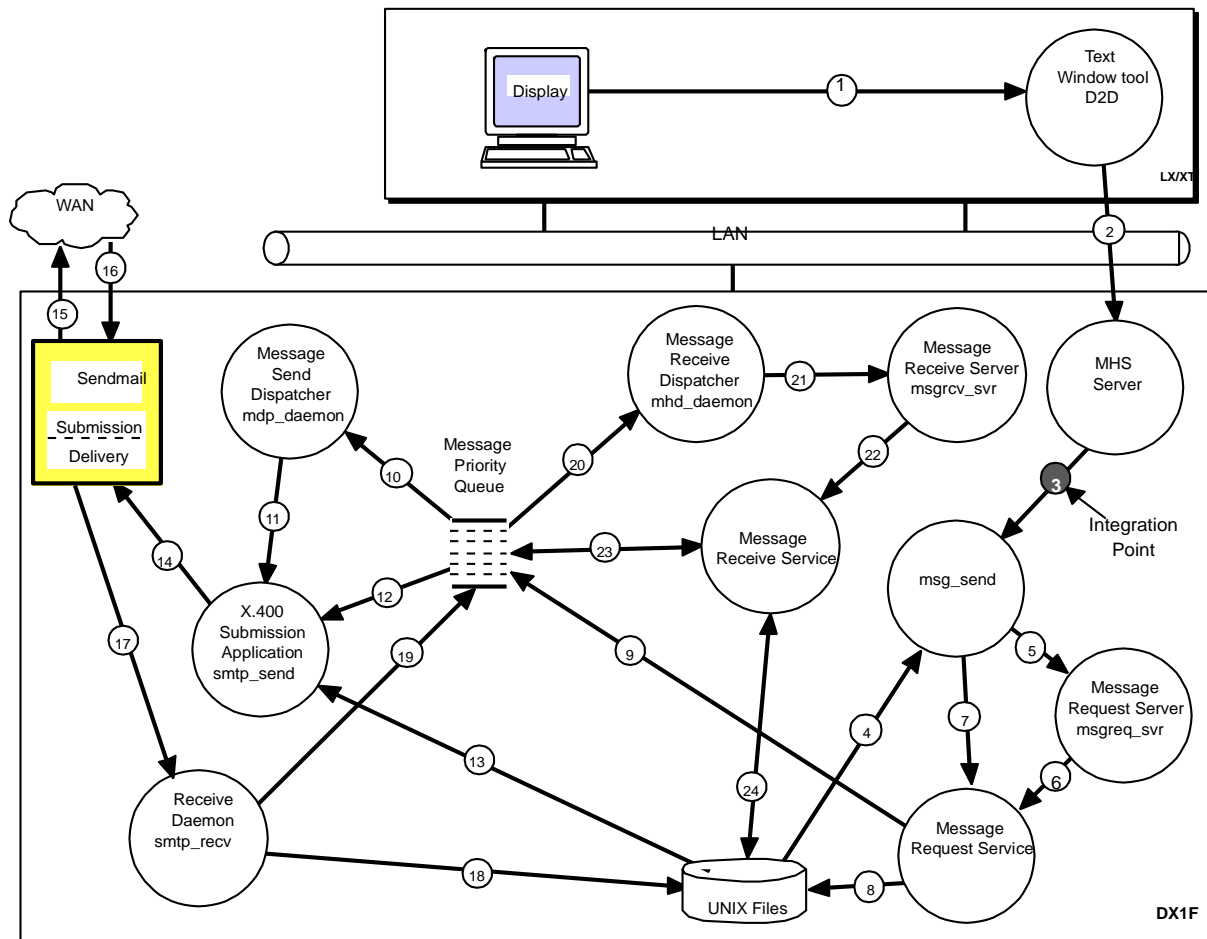 Display
1
Text
Window tool
D2D
LX/XT
WAN
LAN
2
16
15
Sendmail
Submission
Delivery
Message
Send
Dispatcher
mdp_daemon
Message
Receive
Dispatcher
mhd_daemon
21
Message
Receive Server
msgrcv_svr
MHS
Server
Message
Priority
Queue
10
20
22
3
Integration
Point
11
14
12
23
Message
Receive Service
msg_send
X.400
Submission
Application
smtp_send
17
19
9
5
Message
Request Server
msgreq_svr
4
7
13
24
6
Receive
Daemon
smtp_recv
Message
Request Service
18
8
UNIX Files
DX1F